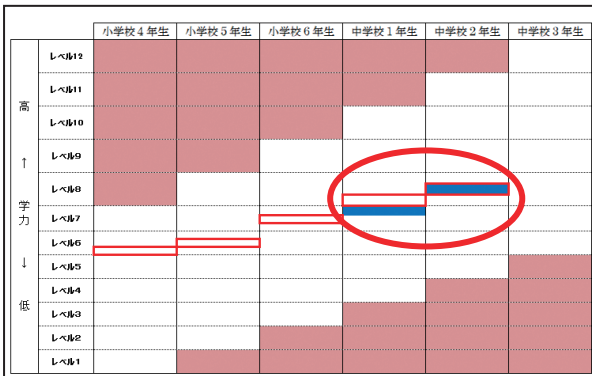 小学校4年生 小学校5年生 小学校6年生 中学校1年生 中学校2年生 中学校3年生
高
↑
学
力
↓
低
レベル12
レベル11
レベル10
レベル9
レベル8
レベル7
レベル6
レベル5
レベル4
レベル3
レベル2
レベル1